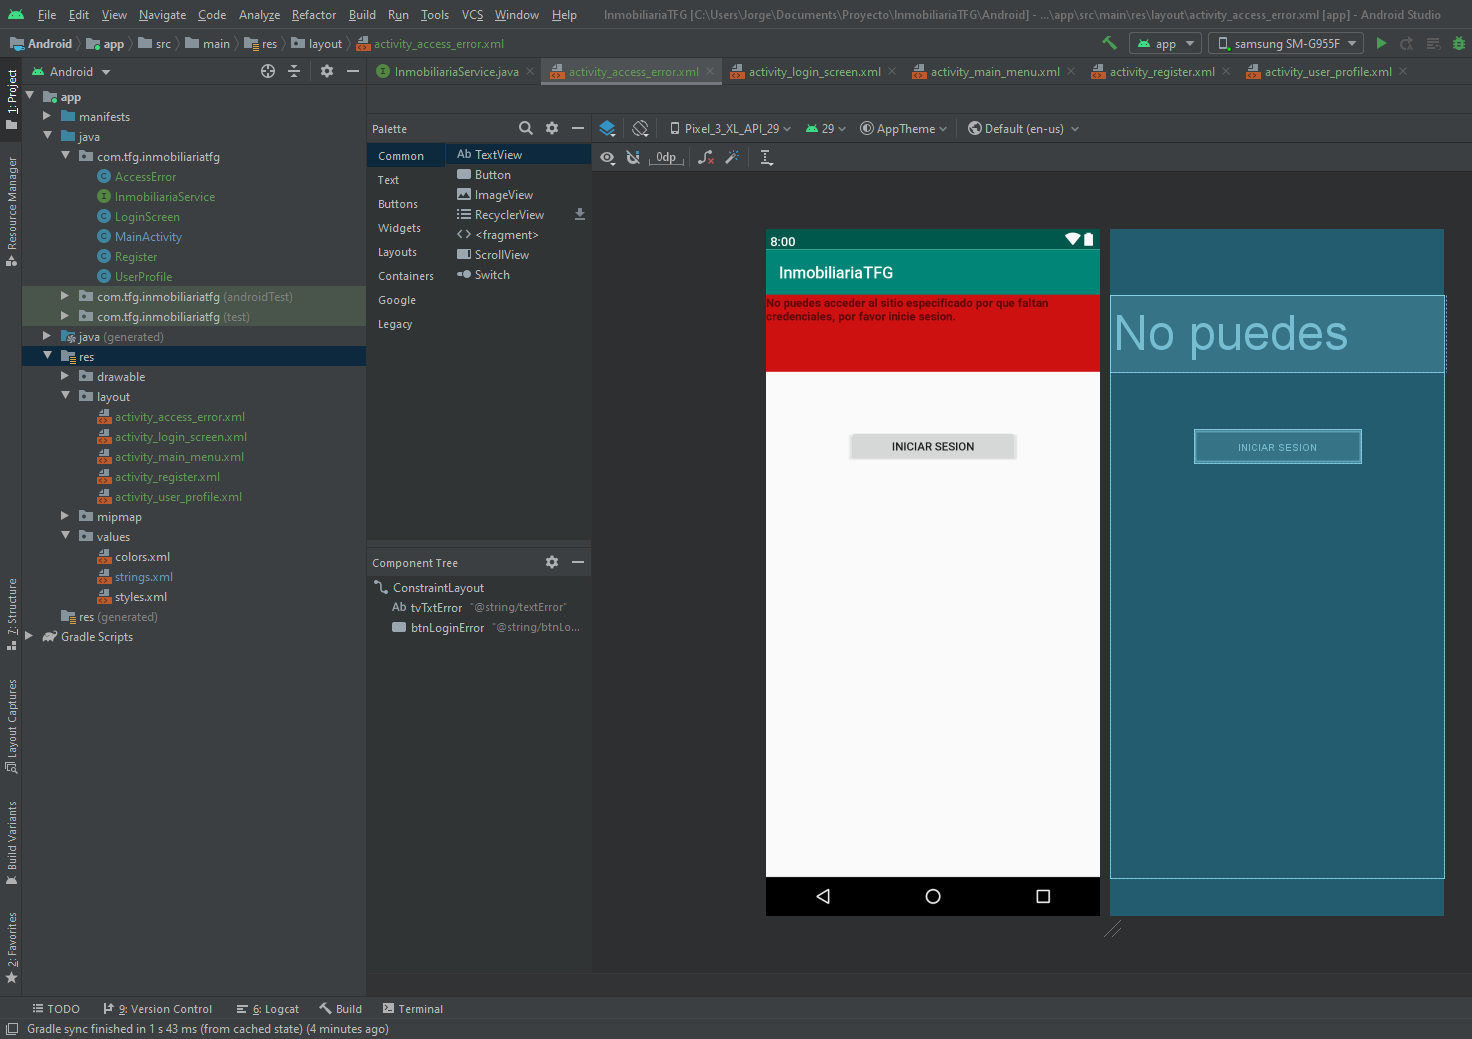 File Edit View Navigate Code Analyze Refactor Build Run Tools VCS Window Help InmobiliariaTFG [C:\Users\Jorge\Documents\Proyecto\InmobiliariaTFG\Android] - ...\app\src\main\res\layout\activity_access_error.xml [app] - Android Studio
Android app src main res layout activity_access_error.xml app samsung SM-G955F
1: Project
Resource Manager
7: Structure
Layout Captures
Build Variants
2: Favorites
Android
app
manifests
java
com.tfg.inmobiliariatfg
AccessError
InmobiliariaService
LoginScreen
MainActivity
Register
UserProfile
com.tfg.inmobiliariatfg (androidTest)
com.tfg.inmobiliariatfg (test)
java (generated)
res
drawable
layout
activity_access_error.xml
activity_login_screen.xml
activity_main_menu.xml
activity_register.xml
activity_user_profile.xml
mipmap
values
colors.xml
strings.xml
styles.xml
res (generated)
Gradle Scripts
InmobiliariaService.java activity_access_error.xml activity_login_screen.xml activity_main_menu.xml activity_register.xml activity_user_profile.xml
Palette
Common
Text
Buttons
Widgets
Layouts
Containers
Google
Legacy
Ab TextView
Button
ImageView
RecyclerView
<fragment>
ScrollView
Switch
Component Tree
ConstraintLayout
Ab tvTxtError "@string/textError"
btnLoginError "@string/btnLo...
Pixel_3_XL_API_29 29 AppTheme Default (en-us)
0dp
8:00
InmobiliariaTFG
No puedes acceder al sitio especificado por que faltan
credenciales, por favor inicie sesion.
INICIAR SESION
No puedes
INICIAR SESION
TODO 9: Version Control 6: Logcat Build Terminal
Gradle sync finished in 1 s 43 ms (from cached state) (4 minutes ago)